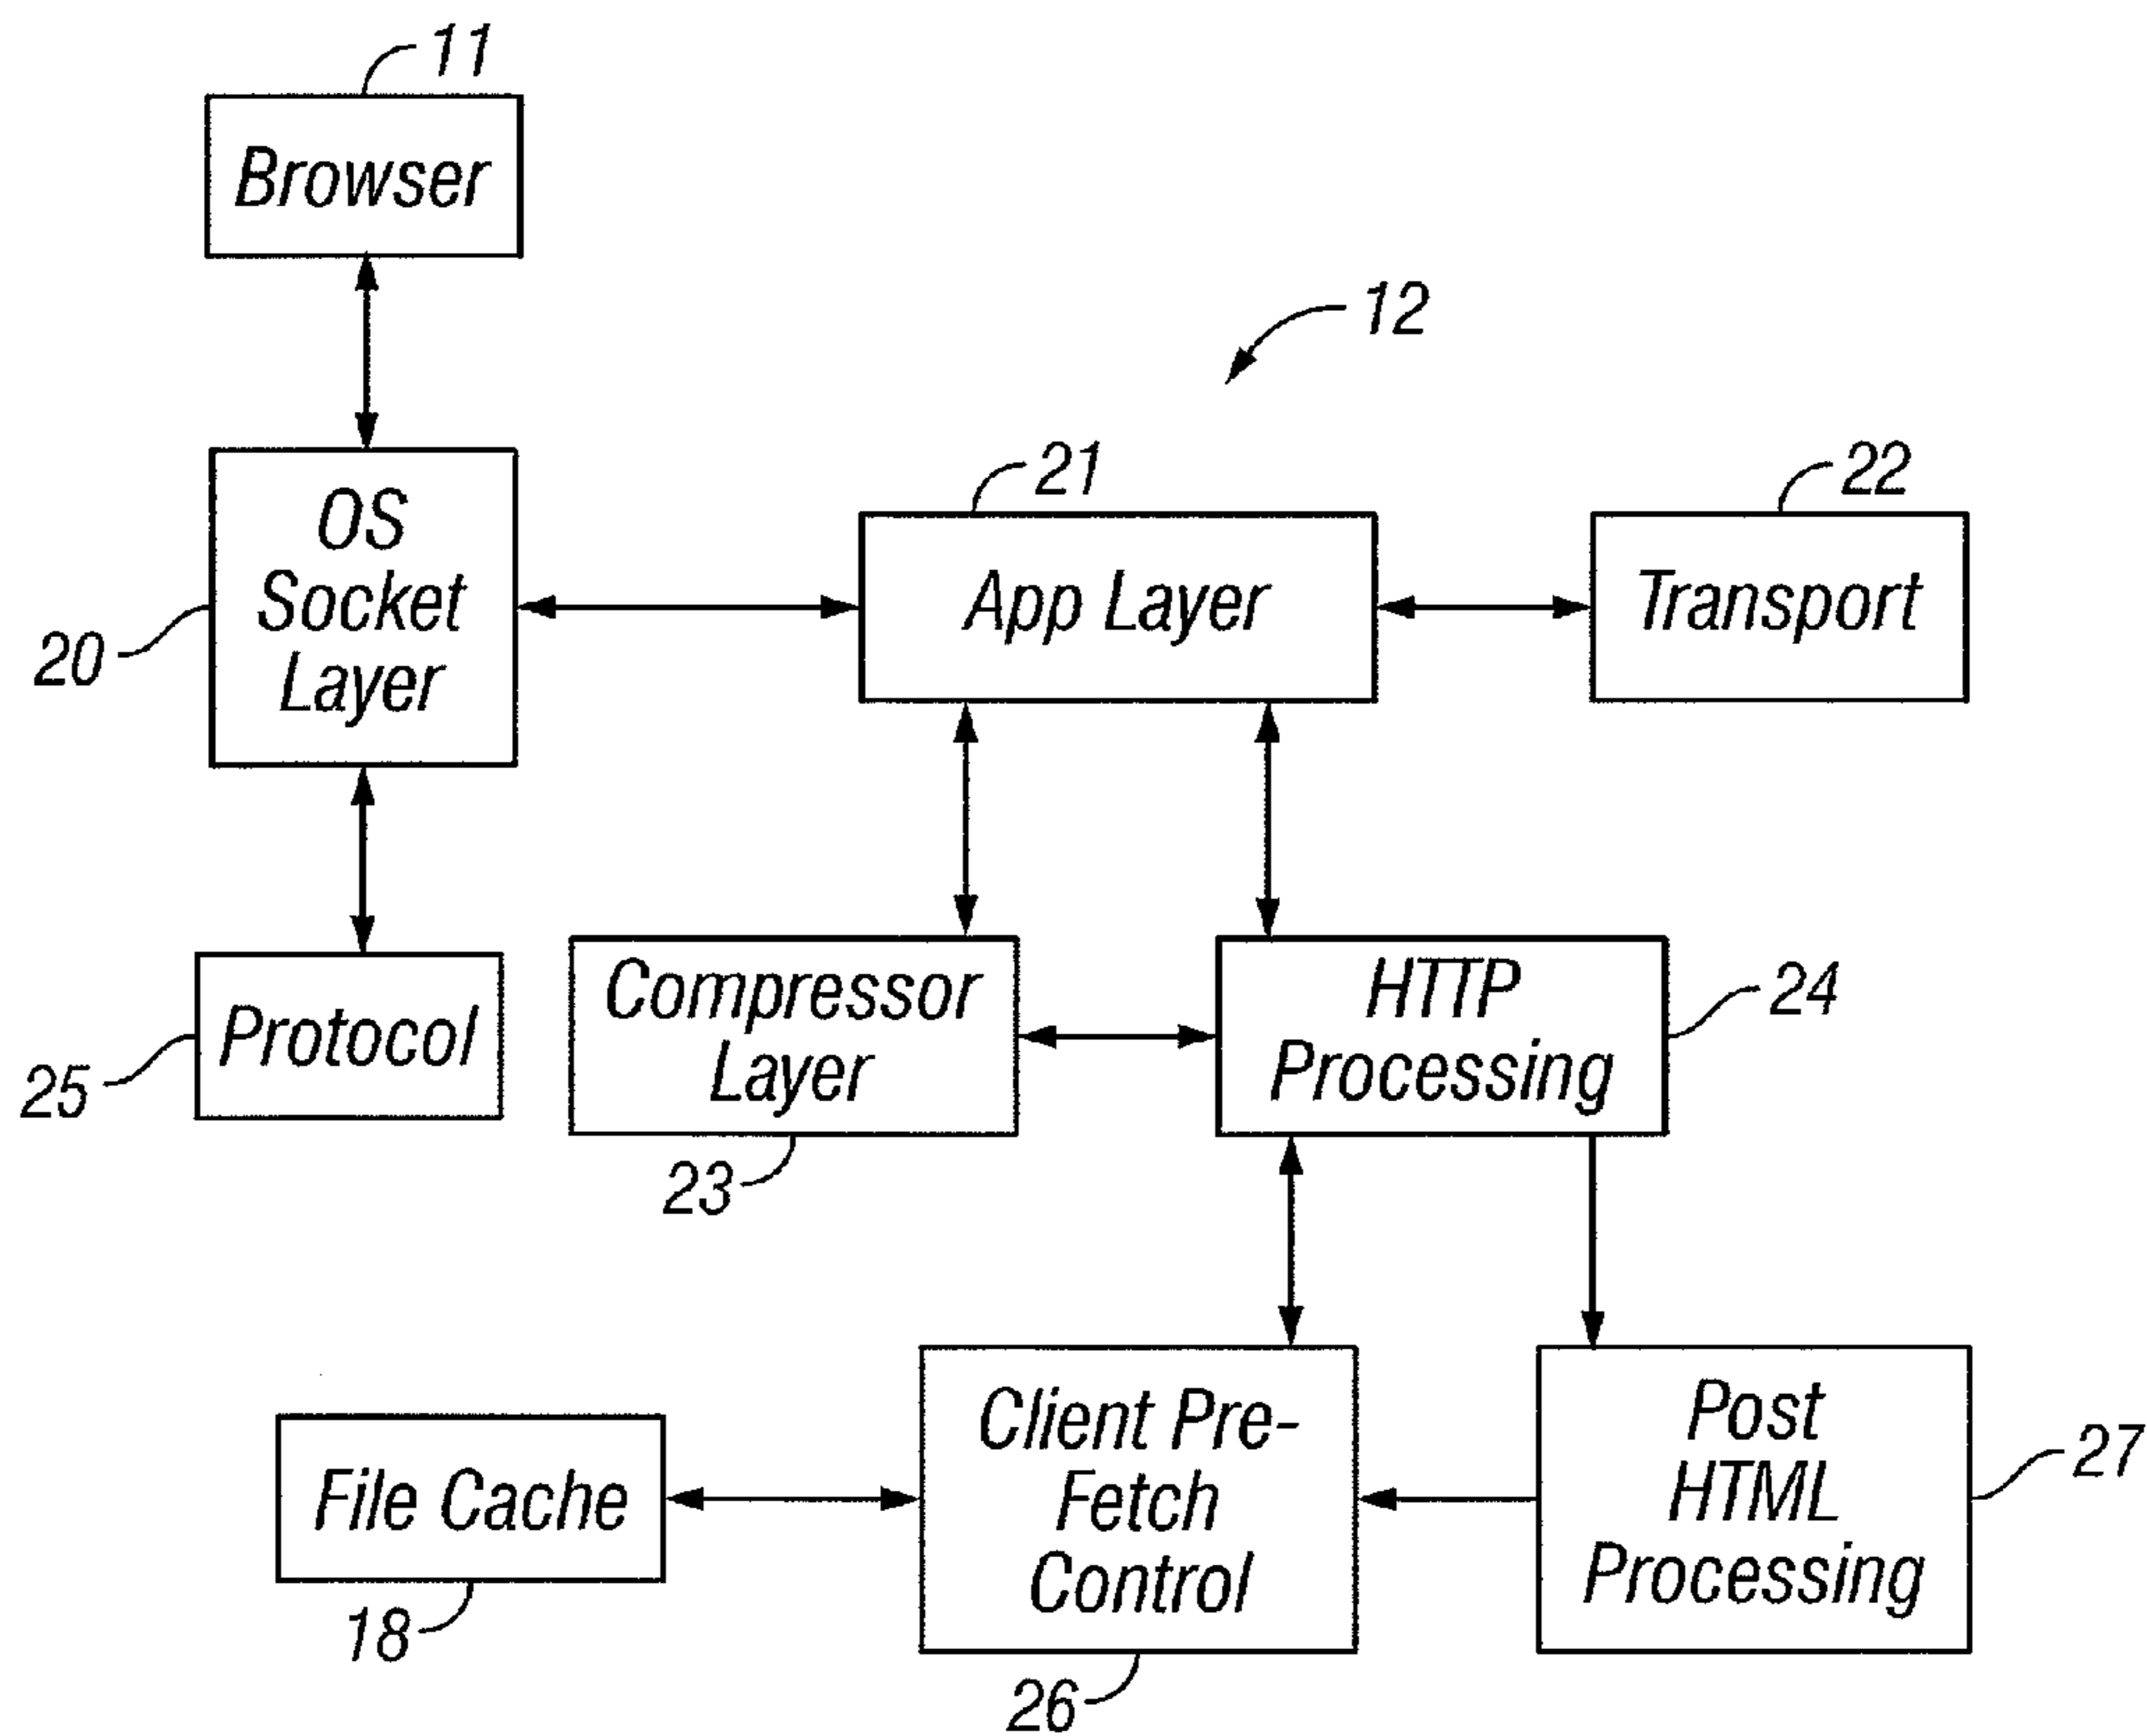 11
Browser
12
OS
Socket
Layer
20
21
App Layer
22
Transport
Protocol
25
Compressor
Layer
23
HTTP
Processing
24
File Cache
18
Client Pre-
Fetch
Control
26
Post
HTML
Processing
27